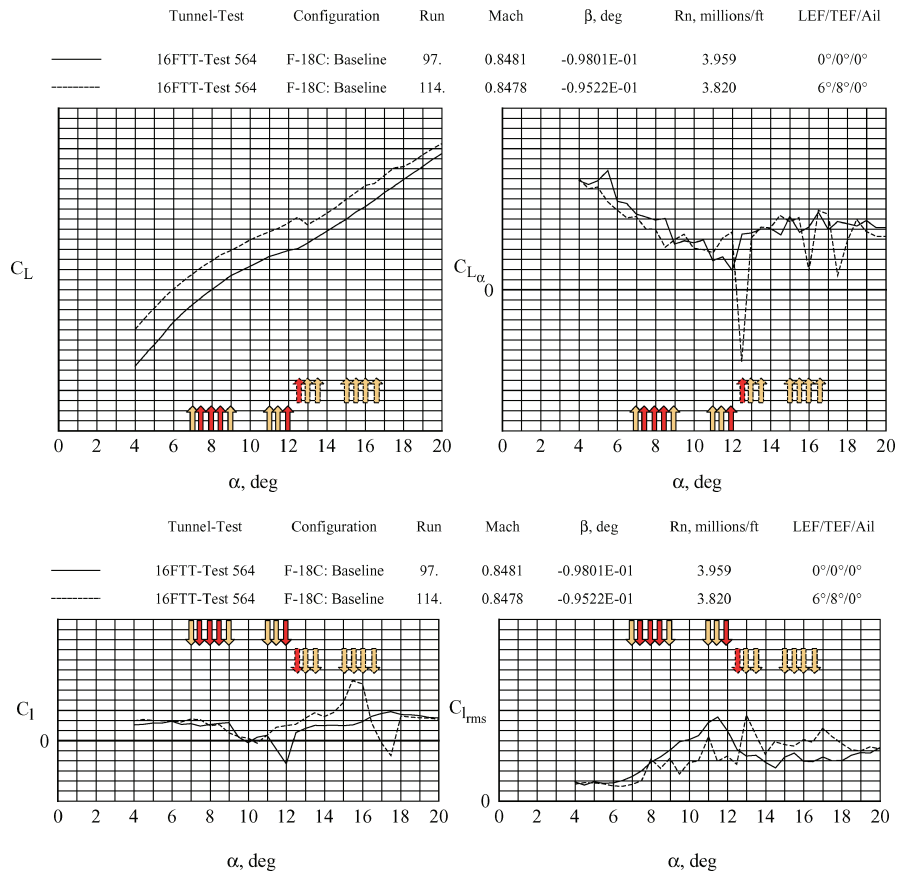 Tunnel-Test Configuration Run Mach β, deg Rn, millions/ft LEF/TEF/Ail
16FTT-Test 564 F-18C: Baseline 97. 0.8481 -0.9801E-01 3.959 0°/0°/0°
16FTT-Test 564 F-18C: Baseline 114. 0.8478 -0.9522E-01 3.820 6°/8°/0°
CL
0 2 4 6 8 10 12 14 16 18 20
α, deg
CLα
0
0 2 4 6 8 10 12 14 16 18 20
α, deg
Tunnel-Test Configuration Run Mach β, deg Rn, millions/ft LEF/TEF/Ail
16FTT-Test 564 F-18C: Baseline 97. 0.8481 -0.9801E-01 3.959 0°/0°/0°
16FTT-Test 564 F-18C: Baseline 114. 0.8478 -0.9522E-01 3.820 6°/8°/0°
Cl
0
0 2 4 6 8 10 12 14 16 18 20
α, deg
Clrms
0
0 2 4 6 8 10 12 14 16 18 20
α, deg